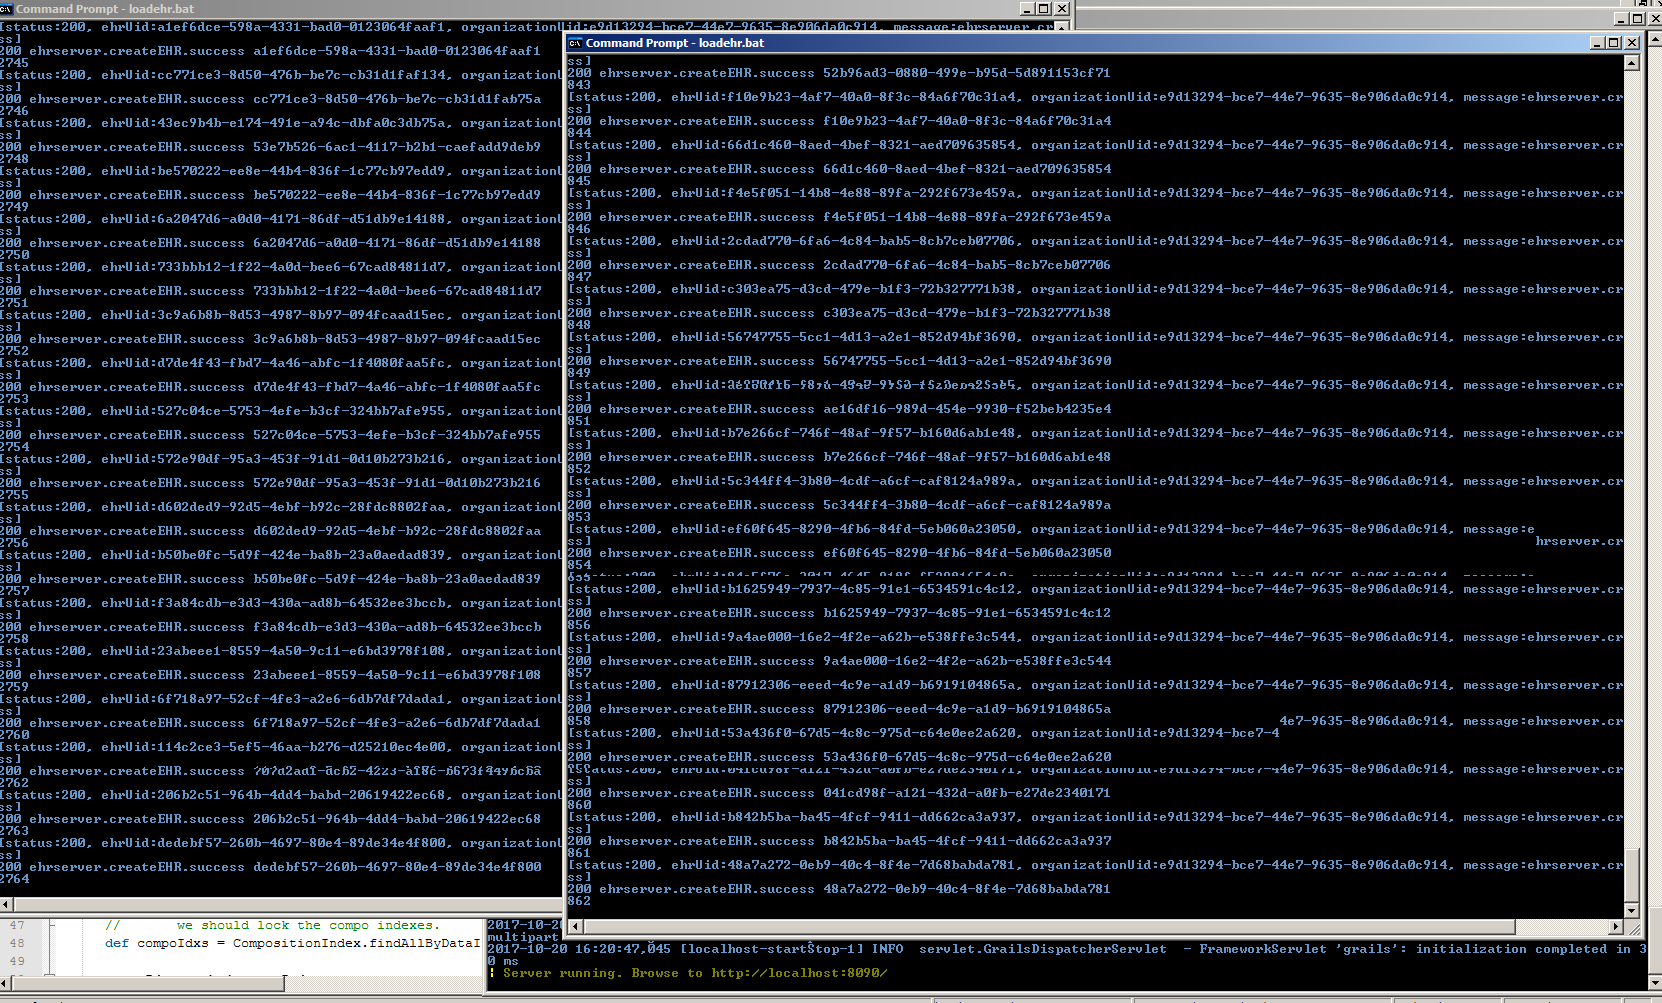 Command Prompt - loadehr.bat
[status:200, ehrUid:a1ef6dce-598a-4331-bad0-0123064faaf1, organizationUid:e9d13294-bce7-44e7-9635-8e906da0c914, message:ehrserver.cr
ss]
200 ehrserver.createEHR.success a1ef6dce-598a-4331-bad0-0123064faaf1
2745
[status:200, ehrUid:cc771ce3-8d50-476b-be7c-cb31d1faf134, organization
ss]
200 ehrserver.createEHR.success cc771ce3-8d50-476b-be7c-cb31d1fab75a
2746
[status:200, ehrUid:43ec9b4b-e174-491e-a94c-dbfa0c3db75a, organization
ss]
200 ehrserver.createEHR.success 53e7b526-6ac1-4117-b2b1-caefadd9deb9
2748
[status:200, ehrUid:be570222-ee8e-44b4-836f-1c77cb97edd9, organization
ss]
200 ehrserver.createEHR.success be570222-ee8e-44b4-836f-1c77cb97edd9
2749
[status:200, ehrUid:6a2047d6-a0d0-4171-86df-d51db9e14188, organization
ss]
200 ehrserver.createEHR.success 6a2047d6-a0d0-4171-86df-d51db9e14188
2750
[status:200, ehrUid:733bbb12-1f22-4a0d-bee6-67cad84811d7, organization
ss]
200 ehrserver.createEHR.success 733bbb12-1f22-4a0d-bee6-67cad84811d7
2751
[status:200, ehrUid:3c9a6b8b-8d53-4987-8b97-094fcaad15ec, organization
ss]
200 ehrserver.createEHR.success 3c9a6b8b-8d53-4987-8b97-094fcaad15ec
2752
[status:200, ehrUid:d7de4f43-fbd7-4a46-abfc-1f4080faa5fc, organization
ss]
200 ehrserver.createEHR.success d7de4f43-fbd7-4a46-abfc-1f4080faa5fc
2753
[status:200, ehrUid:527c04ce-5753-4efe-b3cf-324bb7afe955, organization
ss]
200 ehrserver.createEHR.success 527c04ce-5753-4efe-b3cf-324bb7afe955
2754
[status:200, ehrUid:572e90df-95a3-453f-91d1-0d10b273b216, organization
ss]
200 ehrserver.createEHR.success 572e90df-95a3-453f-91d1-0d10b273b216
2755
[status:200, ehrUid:d602ded9-92d5-4ebf-b92c-28fdc8802faa, organization
ss]
200 ehrserver.createEHR.success d602ded9-92d5-4ebf-b92c-28fdc8802faa
2756
[status:200, ehrUid:b50be0fc-5d9f-424e-ba8b-23a0aedad839, organization
ss]
200 ehrserver.createEHR.success b50be0fc-5d9f-424e-ba8b-23a0aedad839
2757
[status:200, ehrUid:f3a84cdb-e3d3-430a-ad8b-64532ee3bccb, organization
ss]
200 ehrserver.createEHR.success f3a84cdb-e3d3-430a-ad8b-64532ee3bccb
2758
[status:200, ehrUid:23abeee1-8559-4a50-9c11-e6bd3978f108, organization
ss]
200 ehrserver.createEHR.success 23abeee1-8559-4a50-9c11-e6bd3978f108
2759
[status:200, ehrUid:6f718a97-52cf-4fe3-a2e6-6db7df7dada1, organization
ss]
200 ehrserver.createEHR.success 6f718a97-52cf-4fe3-a2e6-6db7df7dada1
2760
[status:200, ehrUid:114c2ce3-5ef5-46aa-b276-d25210ec4e00, organization
ss]
200 ehrserver.createEHR.success
2762
[status:200, ehrUid:206b2c51-964b-4dd4-babd-20619422ec68, organization
ss]
200 ehrserver.createEHR.success 206b2c51-964b-4dd4-babd-20619422ec68
2763
[status:200, ehrUid:dedebf57-260b-4697-80e4-89de34e4f800, organization
ss]
200 ehrserver.createEHR.success dedebf57-260b-4697-80e4-89de34e4f800
2764
Command Prompt - loadehr.bat
ss]
200 ehrserver.createEHR.success 52b96ad3-0880-499e-b95d-5d891153cf71
843
[status:200, ehrUid:f10e9b23-4af7-40a0-8f3c-84a6f70c31a4, organizationUid:e9d13294-bce7-44e7-9635-8e906da0c914, message:ehrserver.cr
ss]
200 ehrserver.createEHR.success f10e9b23-4af7-40a0-8f3c-84a6f70c31a4
844
[status:200, ehrUid:66d1c460-8aed-4bef-8321-aed709635854, organizationUid:e9d13294-bce7-44e7-9635-8e906da0c914, message:ehrserver.cr
ss]
200 ehrserver.createEHR.success 66d1c460-8aed-4bef-8321-aed709635854
845
[status:200, ehrUid:f4e5f051-14b8-4e88-89fa-292f673e459a, organizationUid:e9d13294-bce7-44e7-9635-8e906da0c914, message:ehrserver.cr
ss]
200 ehrserver.createEHR.success f4e5f051-14b8-4e88-89fa-292f673e459a
846
[status:200, ehrUid:2cdad770-6fa6-4c84-bab5-8cb7ceb07706, organizationUid:e9d13294-bce7-44e7-9635-8e906da0c914, message:ehrserver.cr
ss]
200 ehrserver.createEHR.success 2cdad770-6fa6-4c84-bab5-8cb7ceb07706
847
[status:200, ehrUid:c303ea75-d3cd-479e-b1f3-72b327771b38, organizationUid:e9d13294-bce7-44e7-9635-8e906da0c914, message:ehrserver.cr
ss]
200 ehrserver.createEHR.success c303ea75-d3cd-479e-b1f3-72b327771b38
848
[status:200, ehrUid:56747755-5cc1-4d13-a2e1-852d94bf3690, organizationUid:e9d13294-bce7-44e7-9635-8e906da0c914, message:ehrserver.cr
ss]
200 ehrserver.createEHR.success 56747755-5cc1-4d13-a2e1-852d94bf3690
849
[status:200, organizationUid:e9d13294-bce7-44e7-9635-8e906da0c914, message:ehrserver.cr
ss]
200 ehrserver.createEHR.success ae16df16-989d-454e-9930-f52beb4235e4
851
[status:200, ehrUid:b7e266cf-746f-48af-9f57-b160d6ab1e48, organizationUid:e9d13294-bce7-44e7-9635-8e906da0c914, message:ehrserver.cr
ss]
200 ehrserver.createEHR.success b7e266cf-746f-48af-9f57-b160d6ab1e48
852
[status:200, ehrUid:5c344ff4-3b80-4cdf-a6cf-caf8124a989a, organizationUid:e9d13294-bce7-44e7-9635-8e906da0c914, message:ehrserver.cr
ss]
200 ehrserver.createEHR.success 5c344ff4-3b80-4cdf-a6cf-caf8124a989a
853
[status:200, ehrUid:ef60f645-8290-4fb6-84fd-5eb060a23050, organizationUid:e9d13294-bce7-44e7-9635-8e906da0c914, message:e
ss] hrserver.cr
200 ehrserver.createEHR.success ef60f645-8290-4fb6-84fd-5eb060a23050
854
[status:200, ehrUid:b1625949-7937-4c85-91e1-6534591c4c12, organizationUid:e9d13294-bce7-44e7-9635-8e906da0c914, message:ehrserver.cr
ss]
200 ehrserver.createEHR.success b1625949-7937-4c85-91e1-6534591c4c12
856
[status:200, ehrUid:9a4ae000-16e2-4f2e-a62b-e538ffe3c544, organizationUid:e9d13294-bce7-44e7-9635-8e906da0c914, message:ehrserver.cr
ss]
200 ehrserver.createEHR.success 9a4ae000-16e2-4f2e-a62b-e538ffe3c544
857
[status:200, ehrUid:87912306-eeed-4c9e-a1d9-b6919104865a, organizationUid:e9d13294-bce7-44e7-9635-8e906da0c914, message:ehrserver.cr
ss]
200 ehrserver.createEHR.success 87912306-eeed-4c9e-a1d9-b6919104865a
858 4e7-9635-8e906da0c914, message:ehrserver.cr
[status:200, ehrUid:53a436f0-67d5-4c8c-975d-c64e0ee2a620, organizationUid:e9d13294-bce7-4
ss]
200 ehrserver.createEHR.success 53a436f0-67d5-4c8c-975d-c64e0ee2a620
ss]
200 ehrserver.createEHR.success 041cd98f-a121-432d-a0fb-e27de2340171
860
[status:200, ehrUid:b842b5ba-ba45-4fcf-9411-dd662ca3a937, organizationUid:e9d13294-bce7-44e7-9635-8e906da0c914, message:ehrserver.cr
ss]
200 ehrserver.createEHR.success b842b5ba-ba45-4fcf-9411-dd662ca3a937
861
[status:200, ehrUid:48a7a272-0eb9-40c4-8f4e-7d68babda781, organizationUid:e9d13294-bce7-44e7-9635-8e906da0c914, message:ehrserver.cr
ss]
200 ehrserver.createEHR.success 48a7a272-0eb9-40c4-8f4e-7d68babda781
862
47 // we should lock the compo indexes.
48 def compoIdxs = CompositionIndex.findAllByDataI
49
2017-10-20
multipart
2017-10-20 16:20:47,045 [localhost-startStop-1] INFO servlet.GrailsDispatcherServlet - FrameworkServlet 'grails': initialization completed in 3
0 ms
| Server running. Browse to http://localhost:8090/